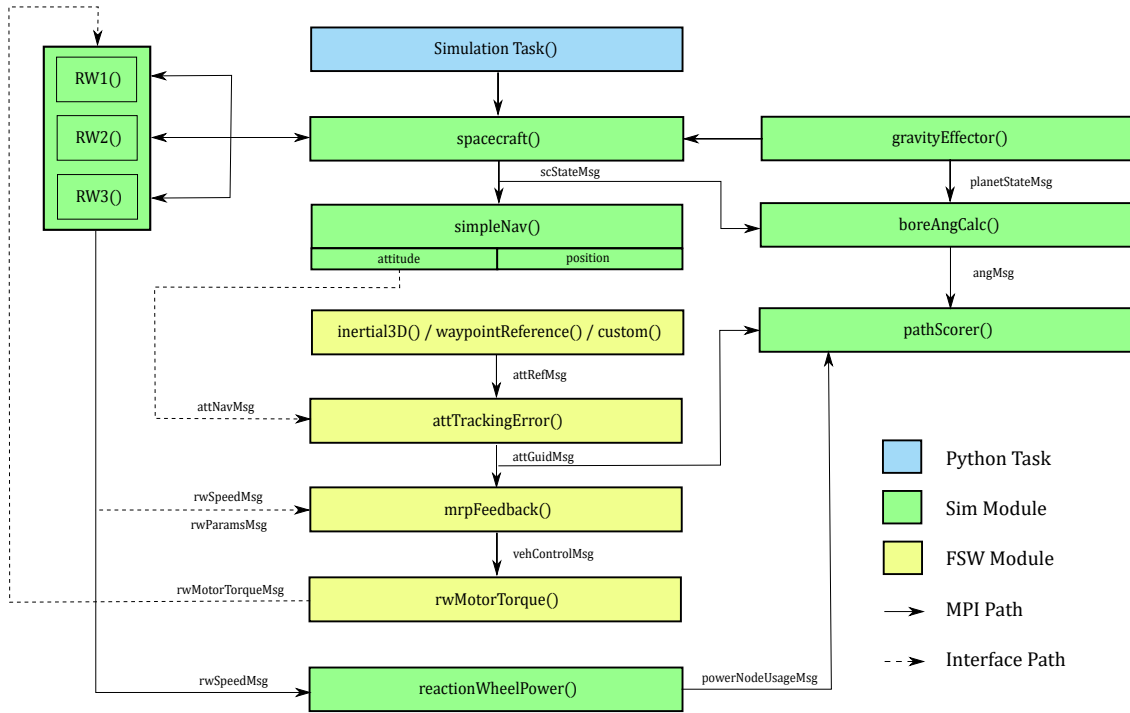 Simulation Task()
RW1()
RW2()
RW3()
spacecraft()
gravityEffector()
scStateMsg
planetStateMsg
simpleNav()
attitude
position
boreAngCalc()
angMsg
inertial3D() / waypointReference() / custom()
pathScorer()
attRefMsg
attNavMsg
attTrackingError()
attGuidMsg
rwSpeedMsg
rwParamsMsg
mrpFeedback()
vehControlMsg
rwMotorTorqueMsg
rwMotorTorque()
rwSpeedMsg
reactionWheelPower()
powerNodeUsageMsg
Python Task
Sim Module
FSW Module
MPI Path
Interface Path